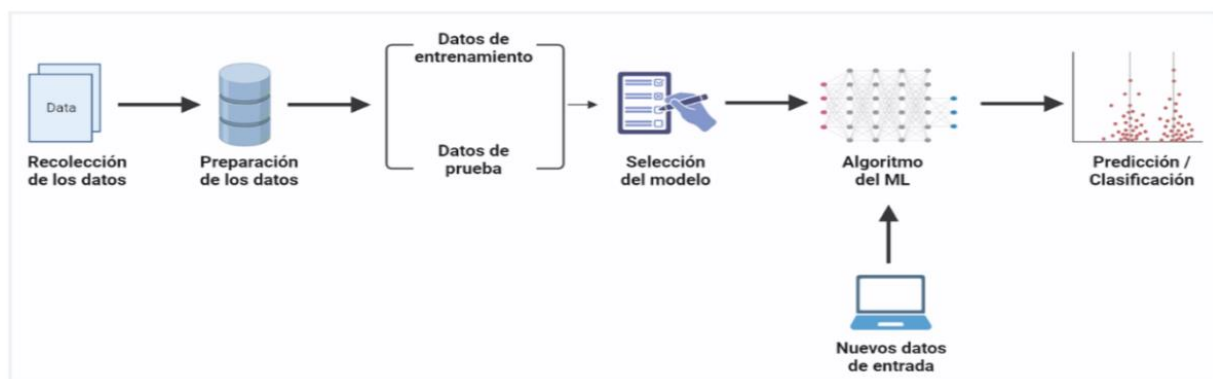 Datos de
entrenamiento
Data
Datos de
prueba
Recolección
de los datos
Preparación
de los datos
Selección
del modelo
Algoritmo
del ML
Predicción /
Clasificación
Nuevos datos
de entrada